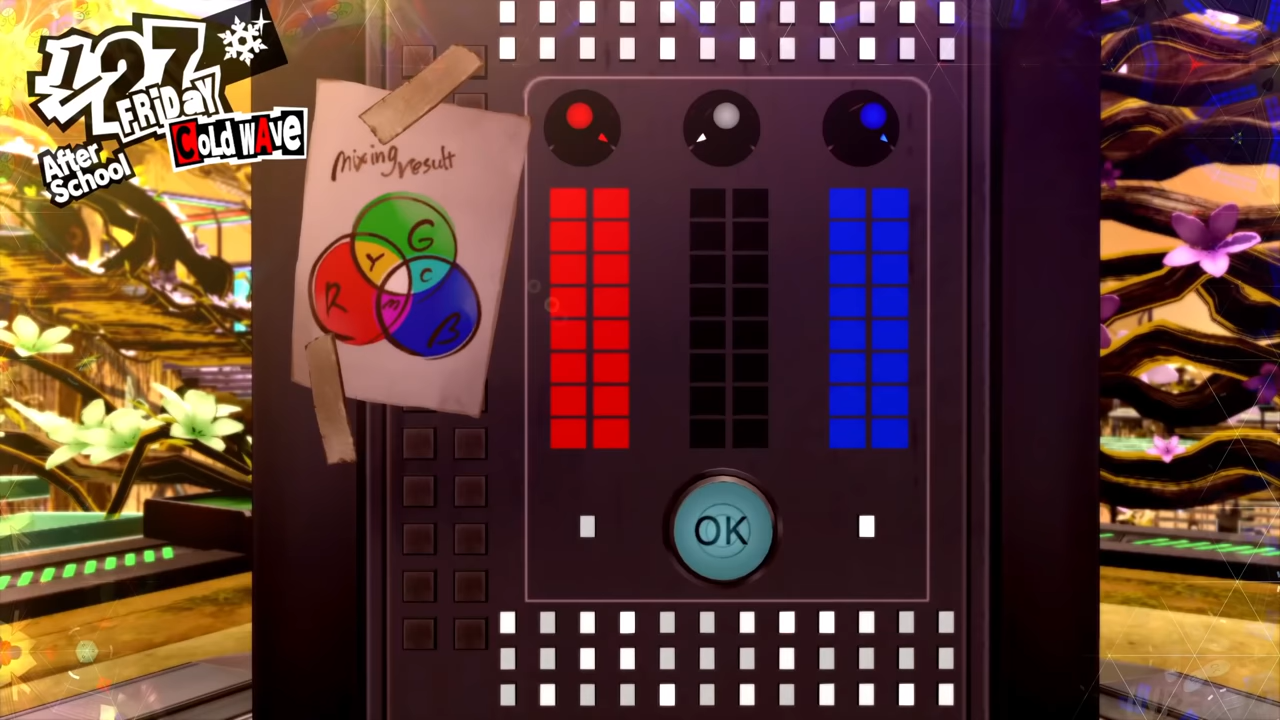 1/27
FRiDaY
COLD WAVe
After
School
mixing result
G
Y
C
R
m
B
OK